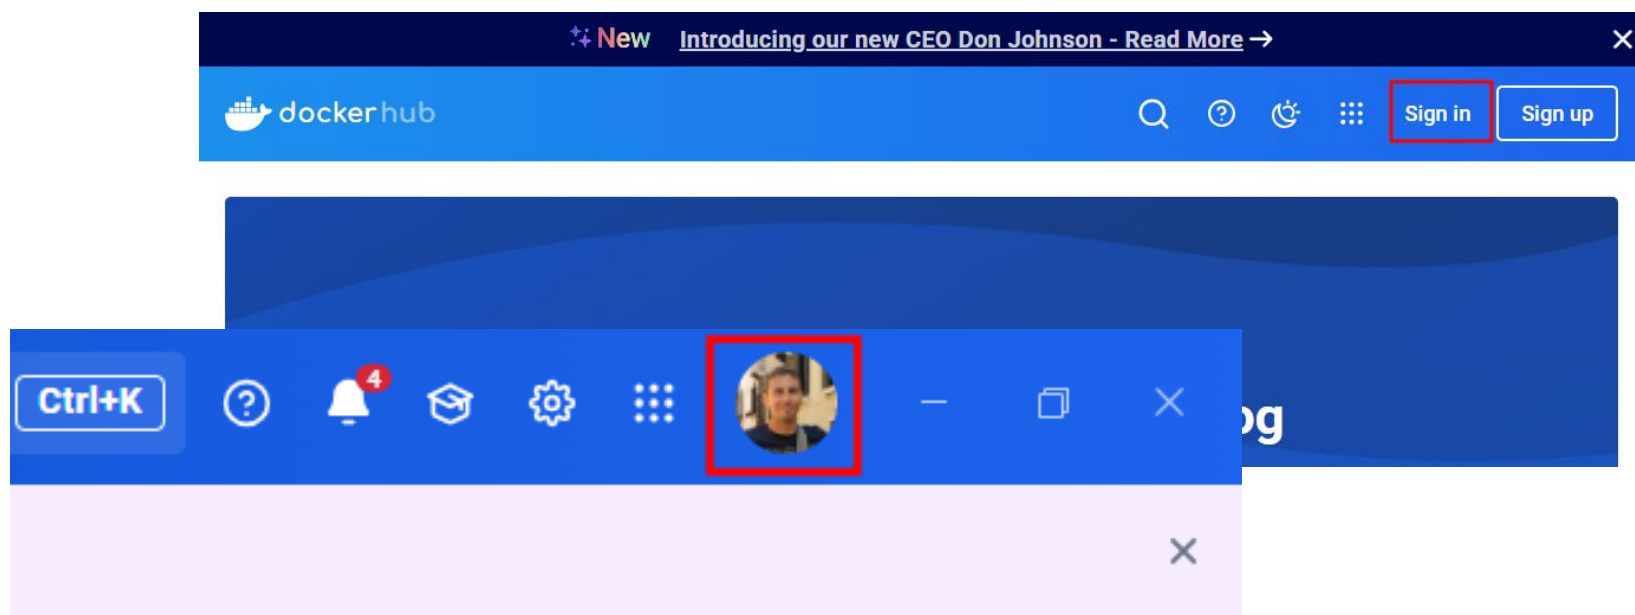 New Introducing our new CEO Don Johnson - Read More
dockerhub
Sign in
Sign up
og
Ctrl+K
4